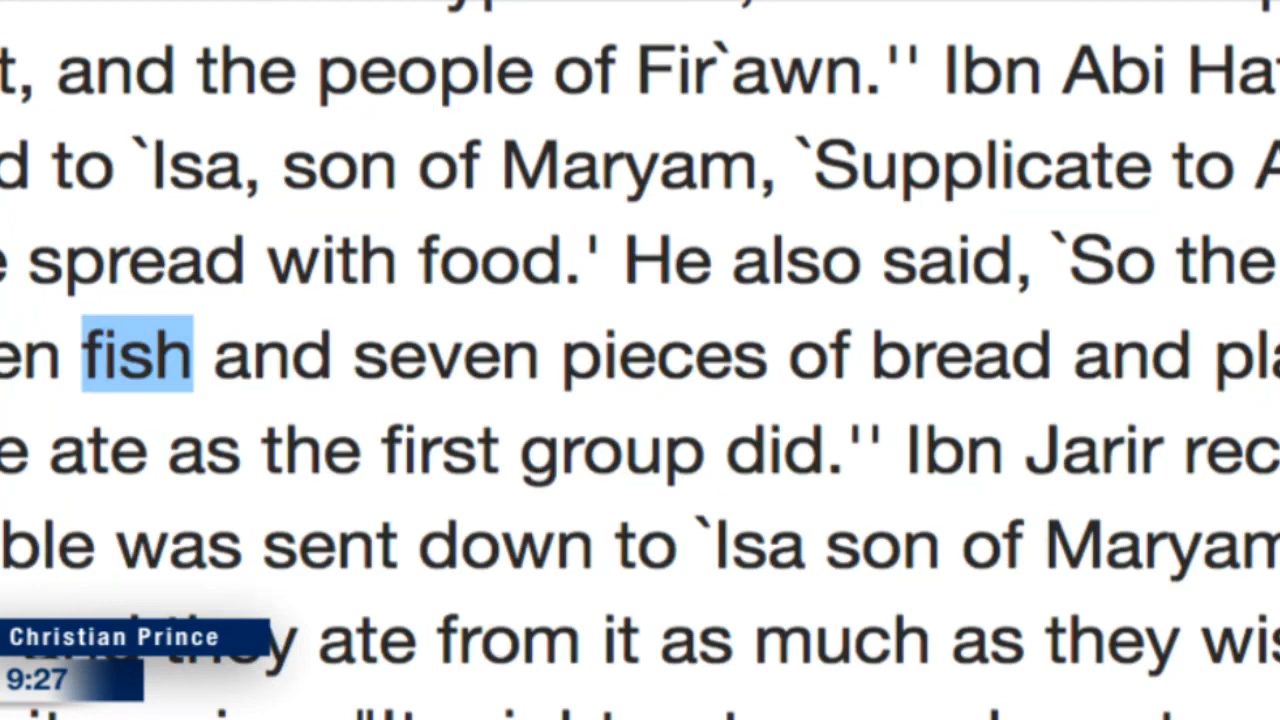 t, and the people of Fir`awn.'' Ibn Abi Hat
d to `Isa, son of Maryam, `Supplicate to A
e spread with food.' He also said, `So the
en fish and seven pieces of bread and pla
e ate as the first group did.'' Ibn Jarir rec
ble was sent down to `Isa son of Maryam
they ate from it as much as they wis
Christian Prince
9:27